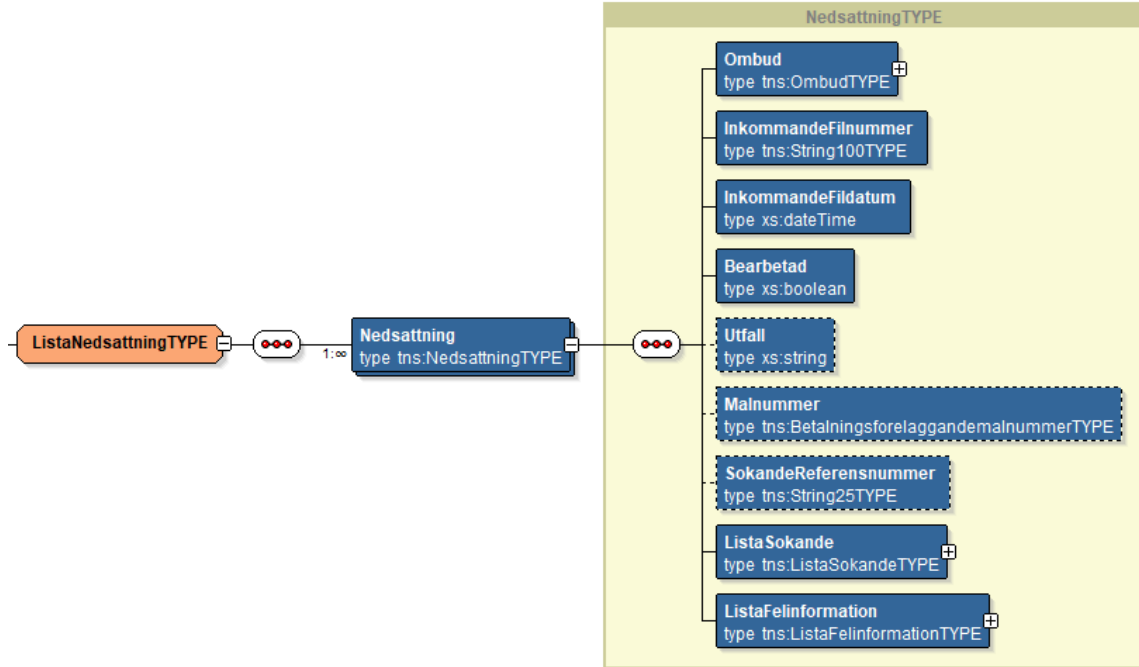 NedsattningTYPE
Ombud
type tns:OmbudTYPE
InkommandeFilnummer
type tns:String100TYPE
InkommandeFildatum
type xs:dateTime
Bearbetad
type xs:boolean
ListaNedsattningTYPE
1:∞
Nedsattning
type tns:NedsattningTYPE
Utfall
type xs:string
Malnummer
type tns:BetalningsforelaggandemalnummerTYPE
SokandeReferensnummer
type tns:String25TYPE
ListaSokande
type tns:ListaSokandeTYPE
ListaFelinformation
type tns:ListaFelinformationTYPE